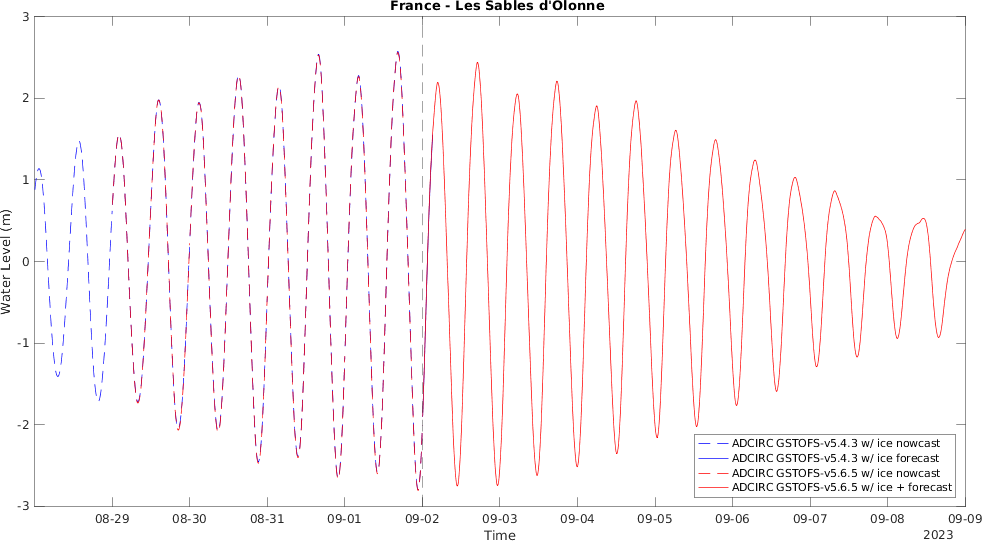 France - Les Sables d'Olonne
3
2
1
0
-1
-2
-3
Water Level (m)
ADCIRC GSTOFS-v5.4.3 w/ ice nowcast
ADCIRC GSTOFS-v5.4.3 w/ ice forecast
ADCIRC GSTOFS-v5.6.5 w/ ice nowcast
ADCIRC GSTOFS-v5.6.5 w/ ice + forecast
08-29 08-30 08-31 09-01 09-02 09-03 09-04 09-05 09-06 09-07 09-08 09-09
Time
2023